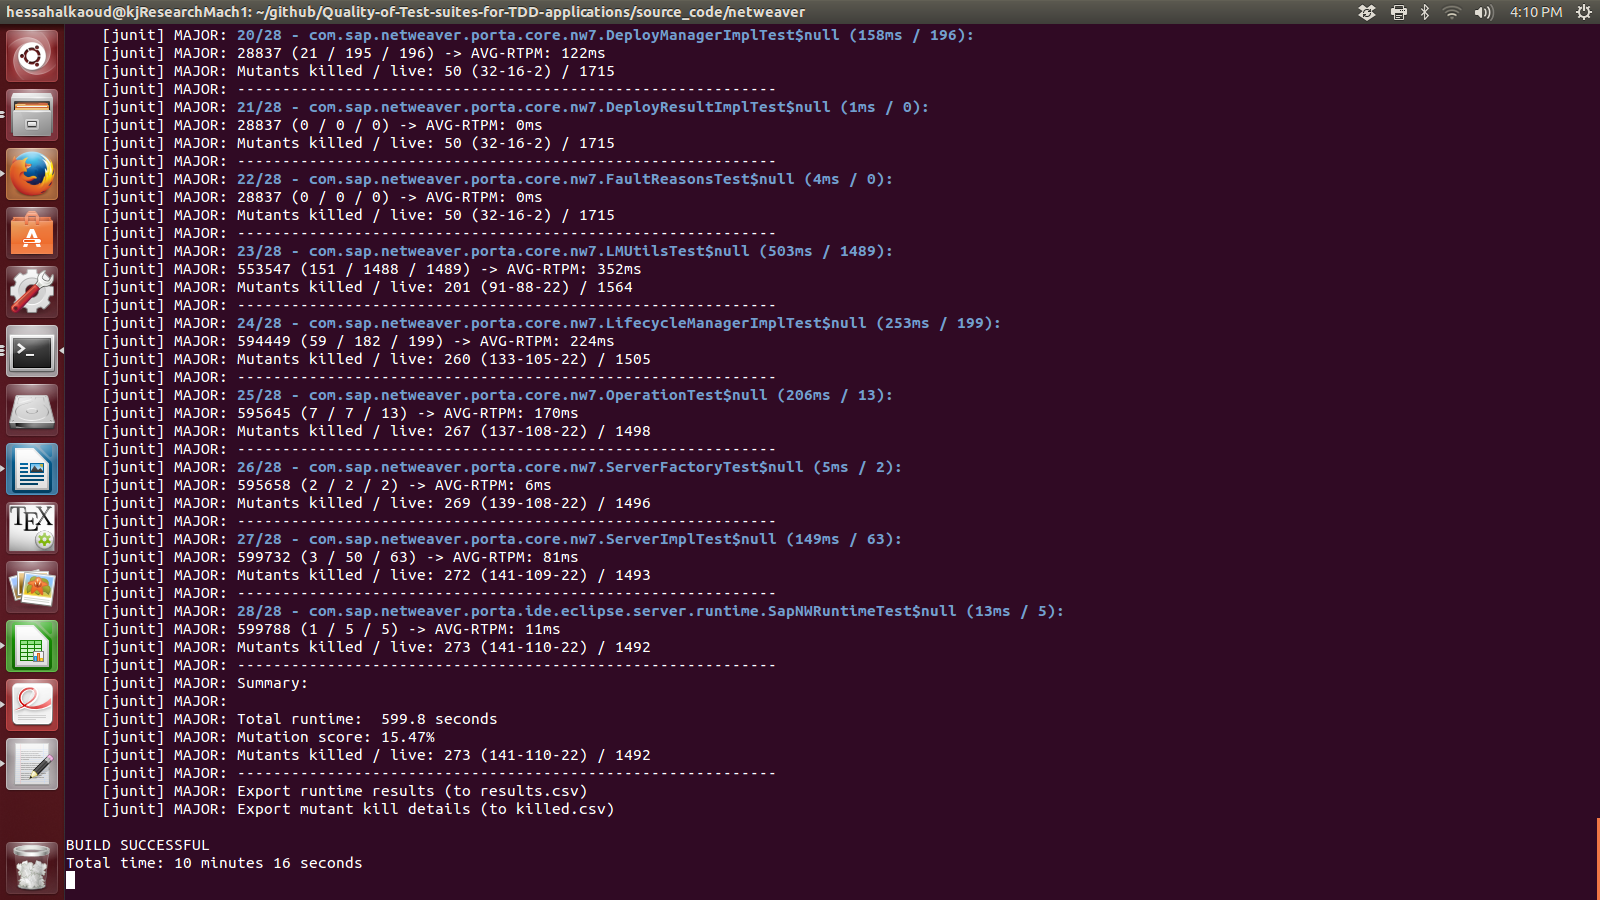 hessahalkaoud@kjResearchMach1: ~/github/Quality-of-Test-suites-for-TDD-applications/source_code/netweaver
4:10 PM
[junit] MAJOR: 20/28 - com.sap.netweaver.porta.core.nw7.DeployManagerImplTest$null (158ms / 196):
[junit] MAJOR: 28837 (21 / 195 / 196) -> AVG-RTPM: 122ms
[junit] MAJOR: Mutants killed / live: 50 (32-16-2) / 1715
[junit] MAJOR: ------------------------------------------------------------
[junit] MAJOR: 21/28 - com.sap.netweaver.porta.core.nw7.DeployResultImplTest$null (1ms / 0):
[junit] MAJOR: 28837 (0 / 0 / 0) -> AVG-RTPM: 0ms
[junit] MAJOR: Mutants killed / live: 50 (32-16-2) / 1715
[junit] MAJOR: ------------------------------------------------------------
[junit] MAJOR: 22/28 - com.sap.netweaver.porta.core.nw7.FaultReasonsTest$null (4ms / 0):
[junit] MAJOR: 28837 (0 / 0 / 0) -> AVG-RTPM: 0ms
[junit] MAJOR: Mutants killed / live: 50 (32-16-2) / 1715
[junit] MAJOR: ------------------------------------------------------------
[junit] MAJOR: 23/28 - com.sap.netweaver.porta.core.nw7.LMUtilsTest$null (503ms / 1489):
[junit] MAJOR: 553547 (151 / 1488 / 1489) -> AVG-RTPM: 352ms
[junit] MAJOR: Mutants killed / live: 201 (91-88-22) / 1564
[junit] MAJOR: ------------------------------------------------------------
[junit] MAJOR: 24/28 - com.sap.netweaver.porta.core.nw7.LifecycleManagerImplTest$null (253ms / 199):
[junit] MAJOR: 594449 (59 / 182 / 199) -> AVG-RTPM: 224ms
[junit] MAJOR: Mutants killed / live: 260 (133-105-22) / 1505
[junit] MAJOR: ------------------------------------------------------------
[junit] MAJOR: 25/28 - com.sap.netweaver.porta.core.nw7.OperationTest$null (206ms / 13):
[junit] MAJOR: 595645 (7 / 7 / 13) -> AVG-RTPM: 170ms
[junit] MAJOR: Mutants killed / live: 267 (137-108-22) / 1498
[junit] MAJOR: ------------------------------------------------------------
[junit] MAJOR: 26/28 - com.sap.netweaver.porta.core.nw7.ServerFactoryTest$null (5ms / 2):
[junit] MAJOR: 595658 (2 / 2 / 2) -> AVG-RTPM: 6ms
[junit] MAJOR: Mutants killed / live: 269 (139-108-22) / 1496
[junit] MAJOR: ------------------------------------------------------------
[junit] MAJOR: 27/28 - com.sap.netweaver.porta.core.nw7.ServerImplTest$null (149ms / 63):
[junit] MAJOR: 599732 (3 / 50 / 63) -> AVG-RTPM: 81ms
[junit] MAJOR: Mutants killed / live: 272 (141-109-22) / 1493
[junit] MAJOR: ------------------------------------------------------------
[junit] MAJOR: 28/28 - com.sap.netweaver.porta.ide.eclipse.server.runtime.SapNWRuntimeTest$null (13ms / 5):
[junit] MAJOR: 599788 (1 / 5 / 5) -> AVG-RTPM: 11ms
[junit] MAJOR: Mutants killed / live: 273 (141-110-22) / 1492
[junit] MAJOR: ------------------------------------------------------------
[junit] MAJOR: Summary:
[junit] MAJOR:
[junit] MAJOR: Total runtime:  599.8 seconds
[junit] MAJOR: Mutation score: 15.47%
[junit] MAJOR: Mutants killed / live: 273 (141-110-22) / 1492
[junit] MAJOR: ------------------------------------------------------------
[junit] MAJOR: Export runtime results (to results.csv)
[junit] MAJOR: Export mutant kill details (to killed.csv)
BUILD SUCCESSFUL
Total time: 10 minutes 16 seconds
TEX